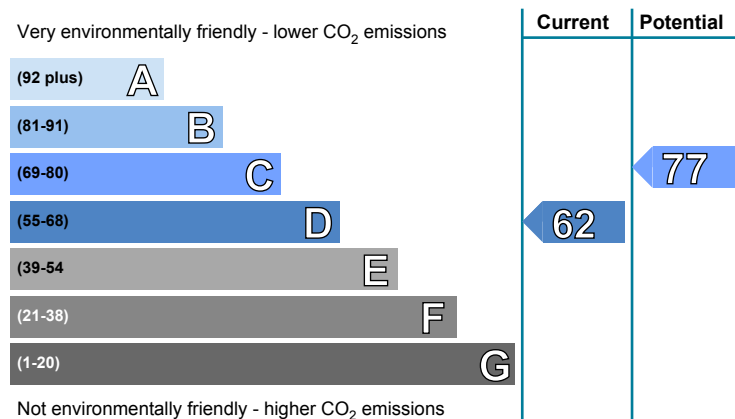 Very environmentally friendly - lower CO₂ emissions
Current
Potential
(92 plus) A
(81-91) B
(69-80) C
77
(55-68) D
62
(39-54 E
(21-38) F
(1-20) G
Not environmentally friendly - higher CO₂ emissions